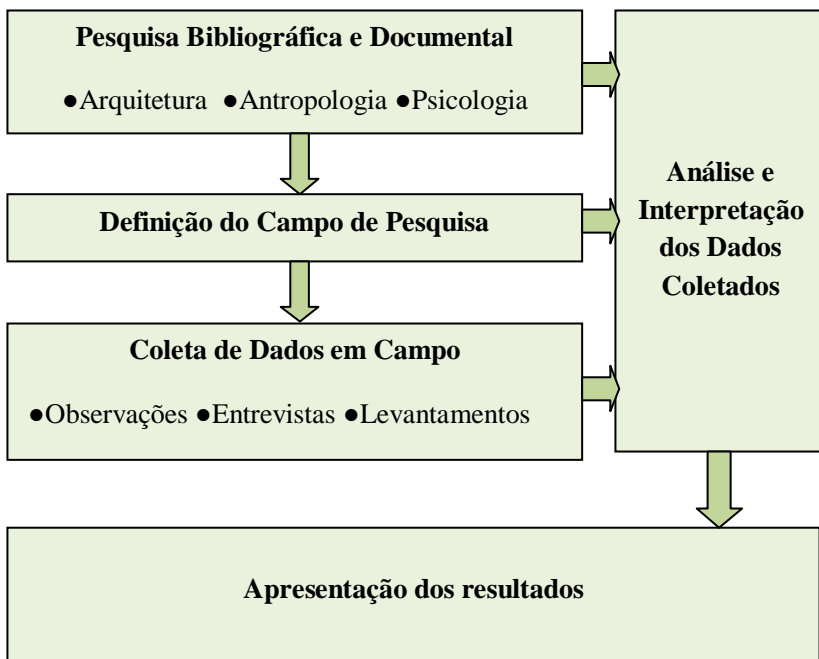 Pesquisa Bibliográfica e Documental
●Arquitetura ●Antropologia ●Psicologia
Definição do Campo de Pesquisa
Coleta de Dados em Campo
●Observações ●Entrevistas ●Levantamentos
Análise e
Interpretação
dos Dados
Coletados
Apresentação dos resultados